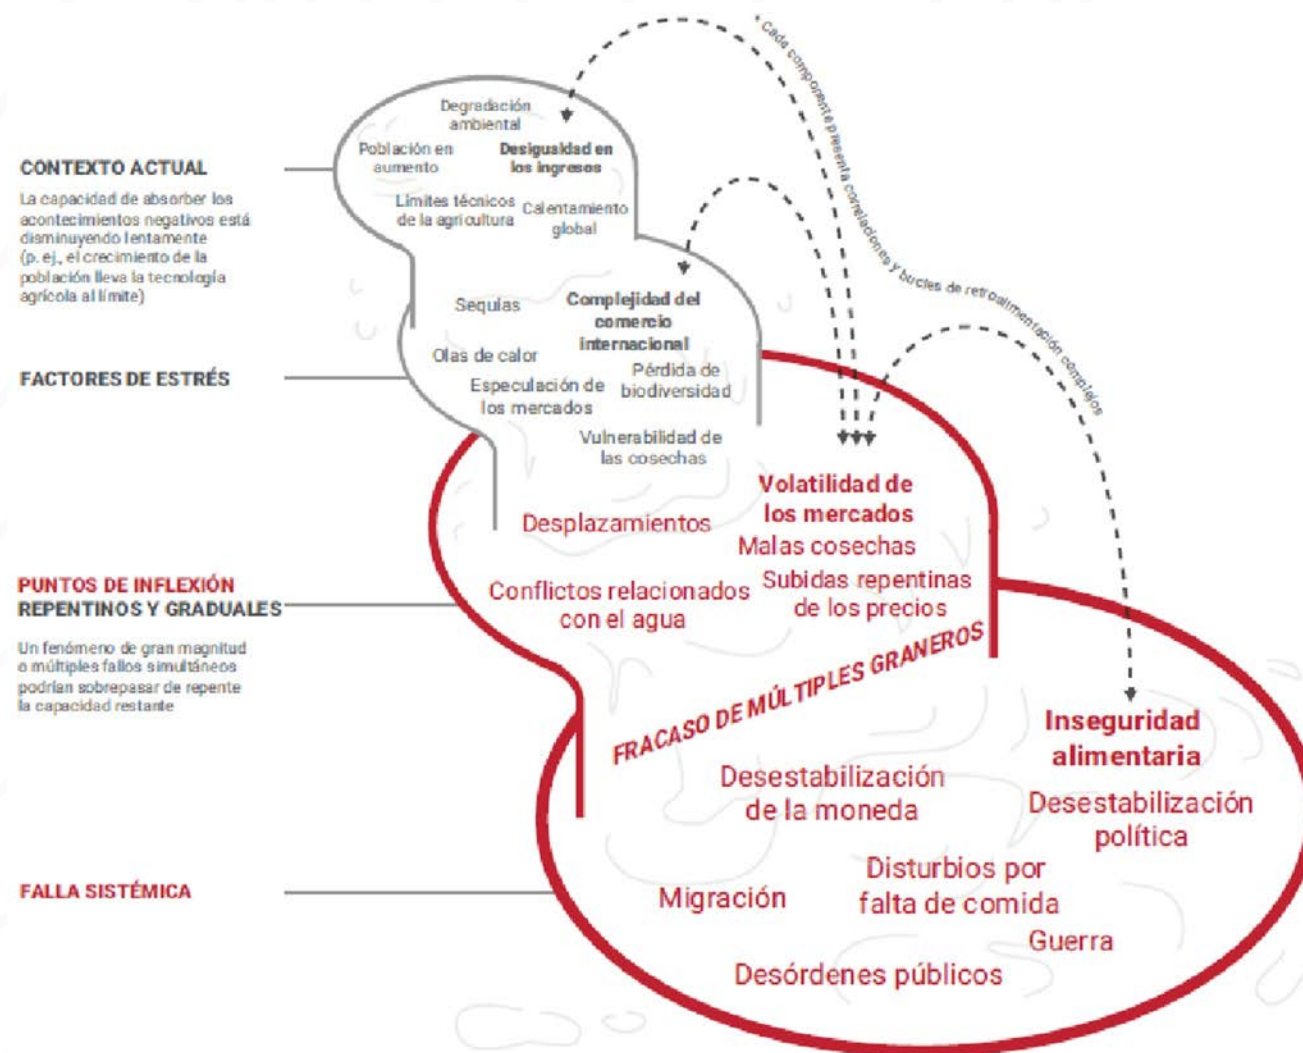 * Cada componente presenta correlaciones y bucles de retroalimentación complejos
CONTEXTO ACTUAL
La capacidad de absorber los
acontecimientos negativos está
disminuyendo lentamente
(p. ej., el crecimiento de la
población lleva la tecnología
agrícola al límite)
Degradación
ambiental
Población en
aumento
Desigualdad en
los ingresos
Límites técnicos
de la agricultura
Calentamiento
global
FACTORES DE ESTRÉS
Sequías
Complejidad del
comercio
internacional
Olas de calor
Pérdida de
biodiversidad
Especulación de
los mercados
Vulnerabilidad de
las cosechas
PUNTOS DE INFLEXIÓN
REPENTINOS Y GRADUALES
Un fenómeno de gran magnitud
o múltiples fallos simultáneos
podrían sobrepasar de repente
la capacidad restante
Volatilidad de
los mercados
Desplazamientos
Malas cosechas
Conflictos relacionados
con el agua
Subidas repentinas
de los precios
FRACASO DE MÚLTIPLES GRANEROS
FALLA SISTÉMICA
Inseguridad
alimentaria
Desestabilización
de la moneda
Desestabilización
política
Disturbios por
falta de comida
Migración
Guerra
Desórdenes públicos